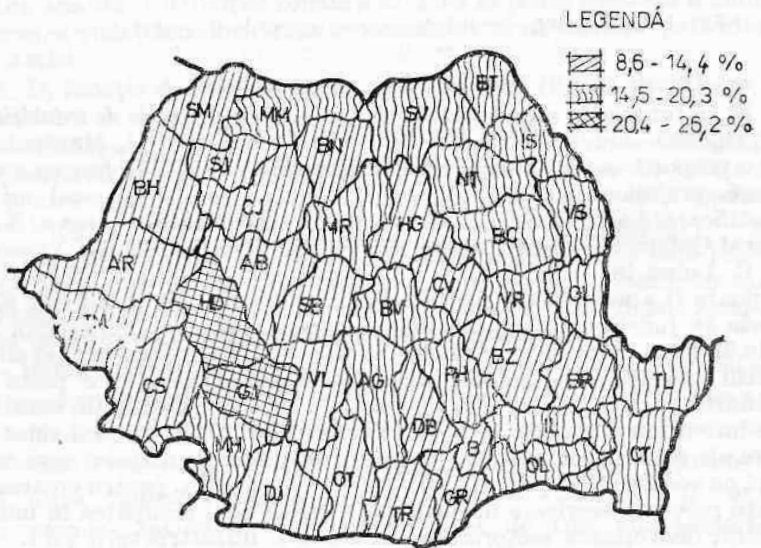 LEGENDĂ
8,6 - 14,4 %
14,5 - 20,3 %
20,4 - 26,2 %
SM
MM
SV
BT
BN
IS
SJ
BH
NT
CJ
MR
HG
BC
VS
AR
AB
HD
SB
BV
CV
VR
GL
TM
CS
GJ
VL
AG
PH
BZ
BR
TL
DB
IL
MH
B
CT
DJ
OT
TR
GR